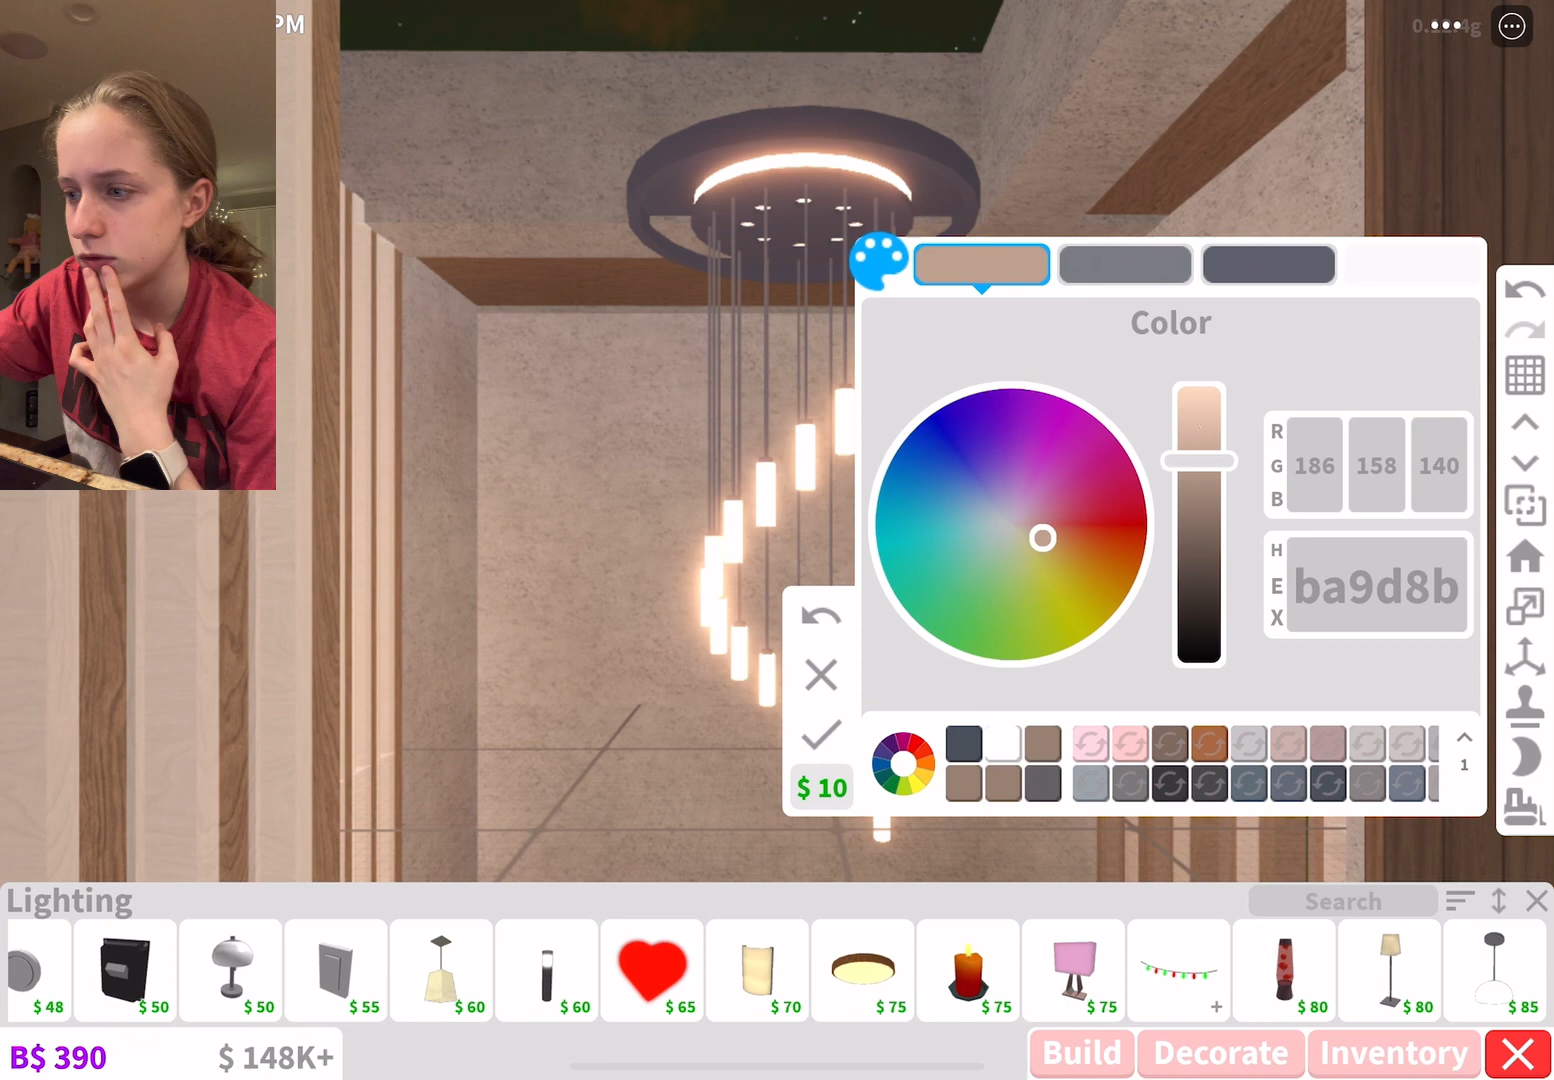 PM
Color
R
G
B
186
158
140
H
E
X
ba9d8b
$ 10
1
Lighting
Search
$ 48
$ 50
$ 50
$ 55
$ 60
$ 60
$ 65
$ 70
$ 75
$ 75
$ 75
+
$ 80
$ 80
$ 85
B$ 390
$ 148K+
Build
Decorate
Inventory